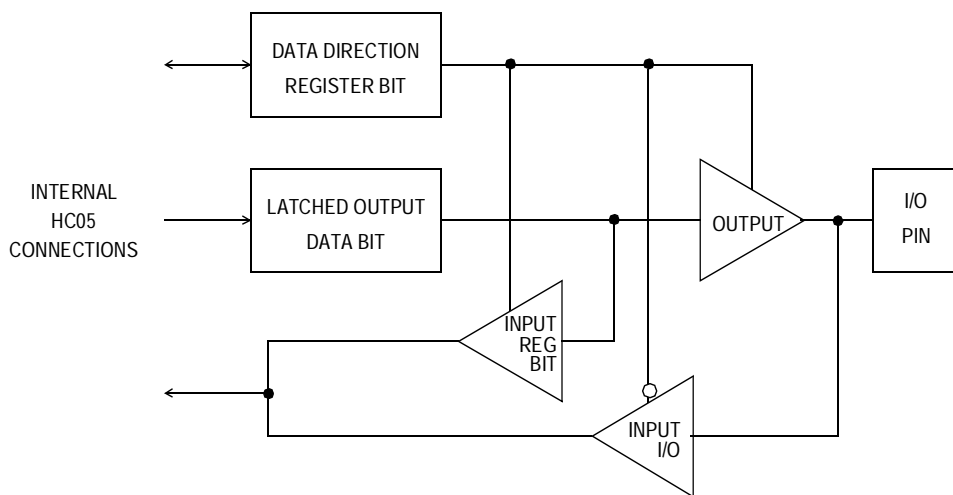 DATA DIRECTION
REGISTER BIT
INTERNAL
HC05
CONNECTIONS
LATCHED OUTPUT
DATA BIT
OUTPUT
I/O
PIN
INPUT
REG
BIT
INPUT
I/O